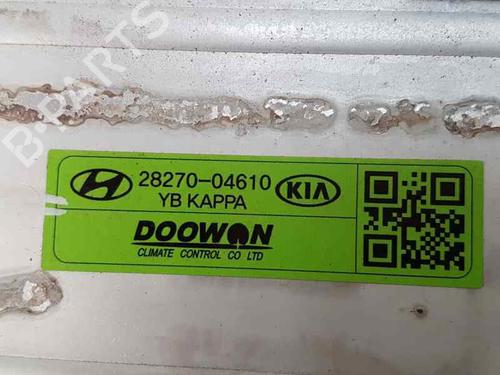 B-PARTS
28270-04610 KIA
YB KAPPA
DOOWON
CLIMATE CONTROL CO LTD